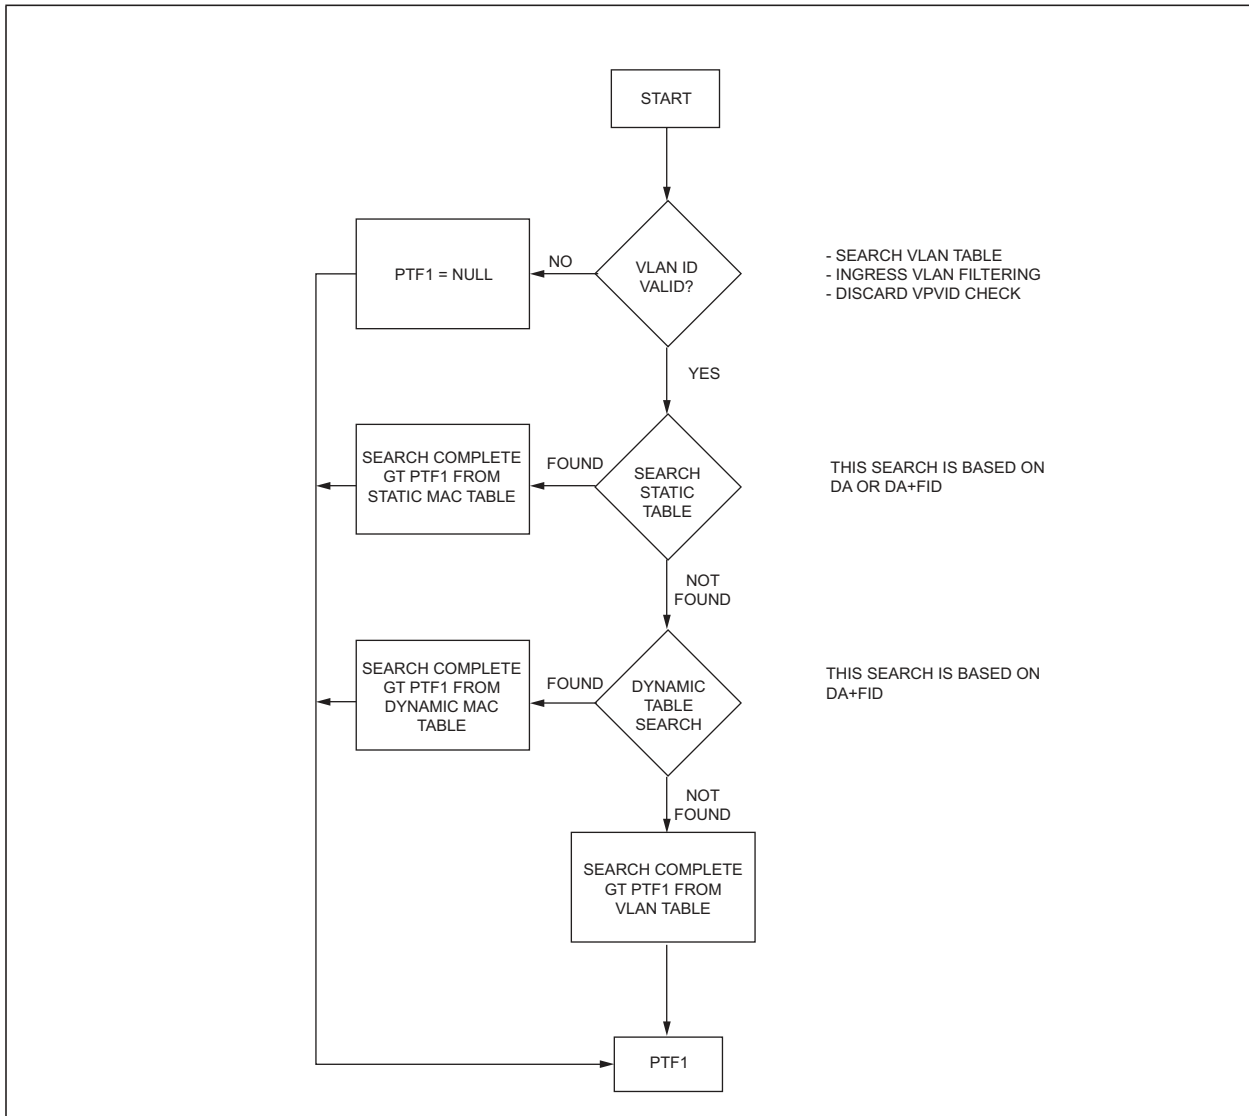 START
PTF1 = NULL
NO
VLAN ID
VALID?
- SEARCH VLAN TABLE
- INGRESS VLAN FILTERING
- DISCARD VPVID CHECK
YES
SEARCH COMPLETE
GT PTF1 FROM
STATIC MAC TABLE
FOUND
SEARCH
STATIC
TABLE
THIS SEARCH IS BASED ON
DA OR DA+FID
NOT
FOUND
SEARCH COMPLETE
GT PTF1 FROM
DYNAMIC MAC
TABLE
FOUND
DYNAMIC
TABLE
SEARCH
THIS SEARCH IS BASED ON
DA+FID
NOT
FOUND
SEARCH COMPLETE
GT PTF1 FROM
VLAN TABLE
PTF1